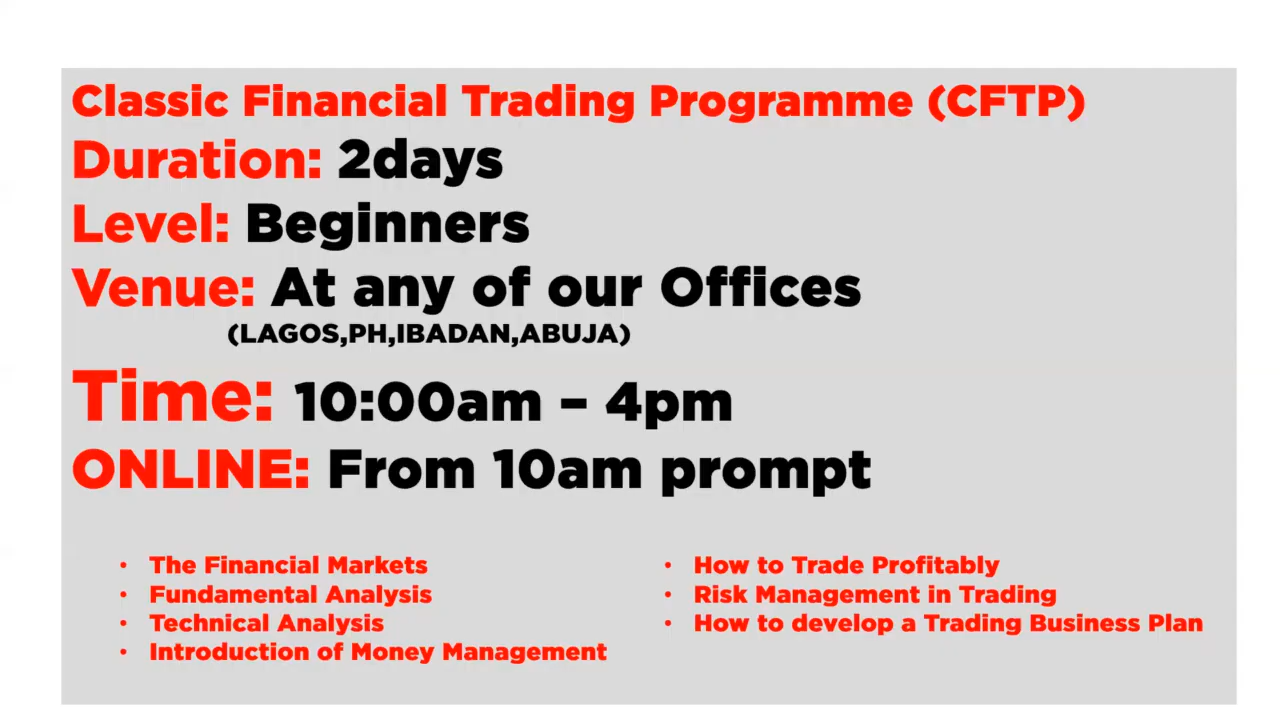 Classic Financial Trading Programme (CFTP)
Duration: 2days
Level: Beginners
Venue: At any of our Offices
(LAGOS,PH,IBADAN,ABUJA)
Time: 10:00am – 4pm
ONLINE: From 10am prompt
• The Financial Markets
• Fundamental Analysis
• Technical Analysis
• Introduction of Money Management
• How to Trade Profitably
• Risk Management in Trading
• How to develop a Trading Business Plan